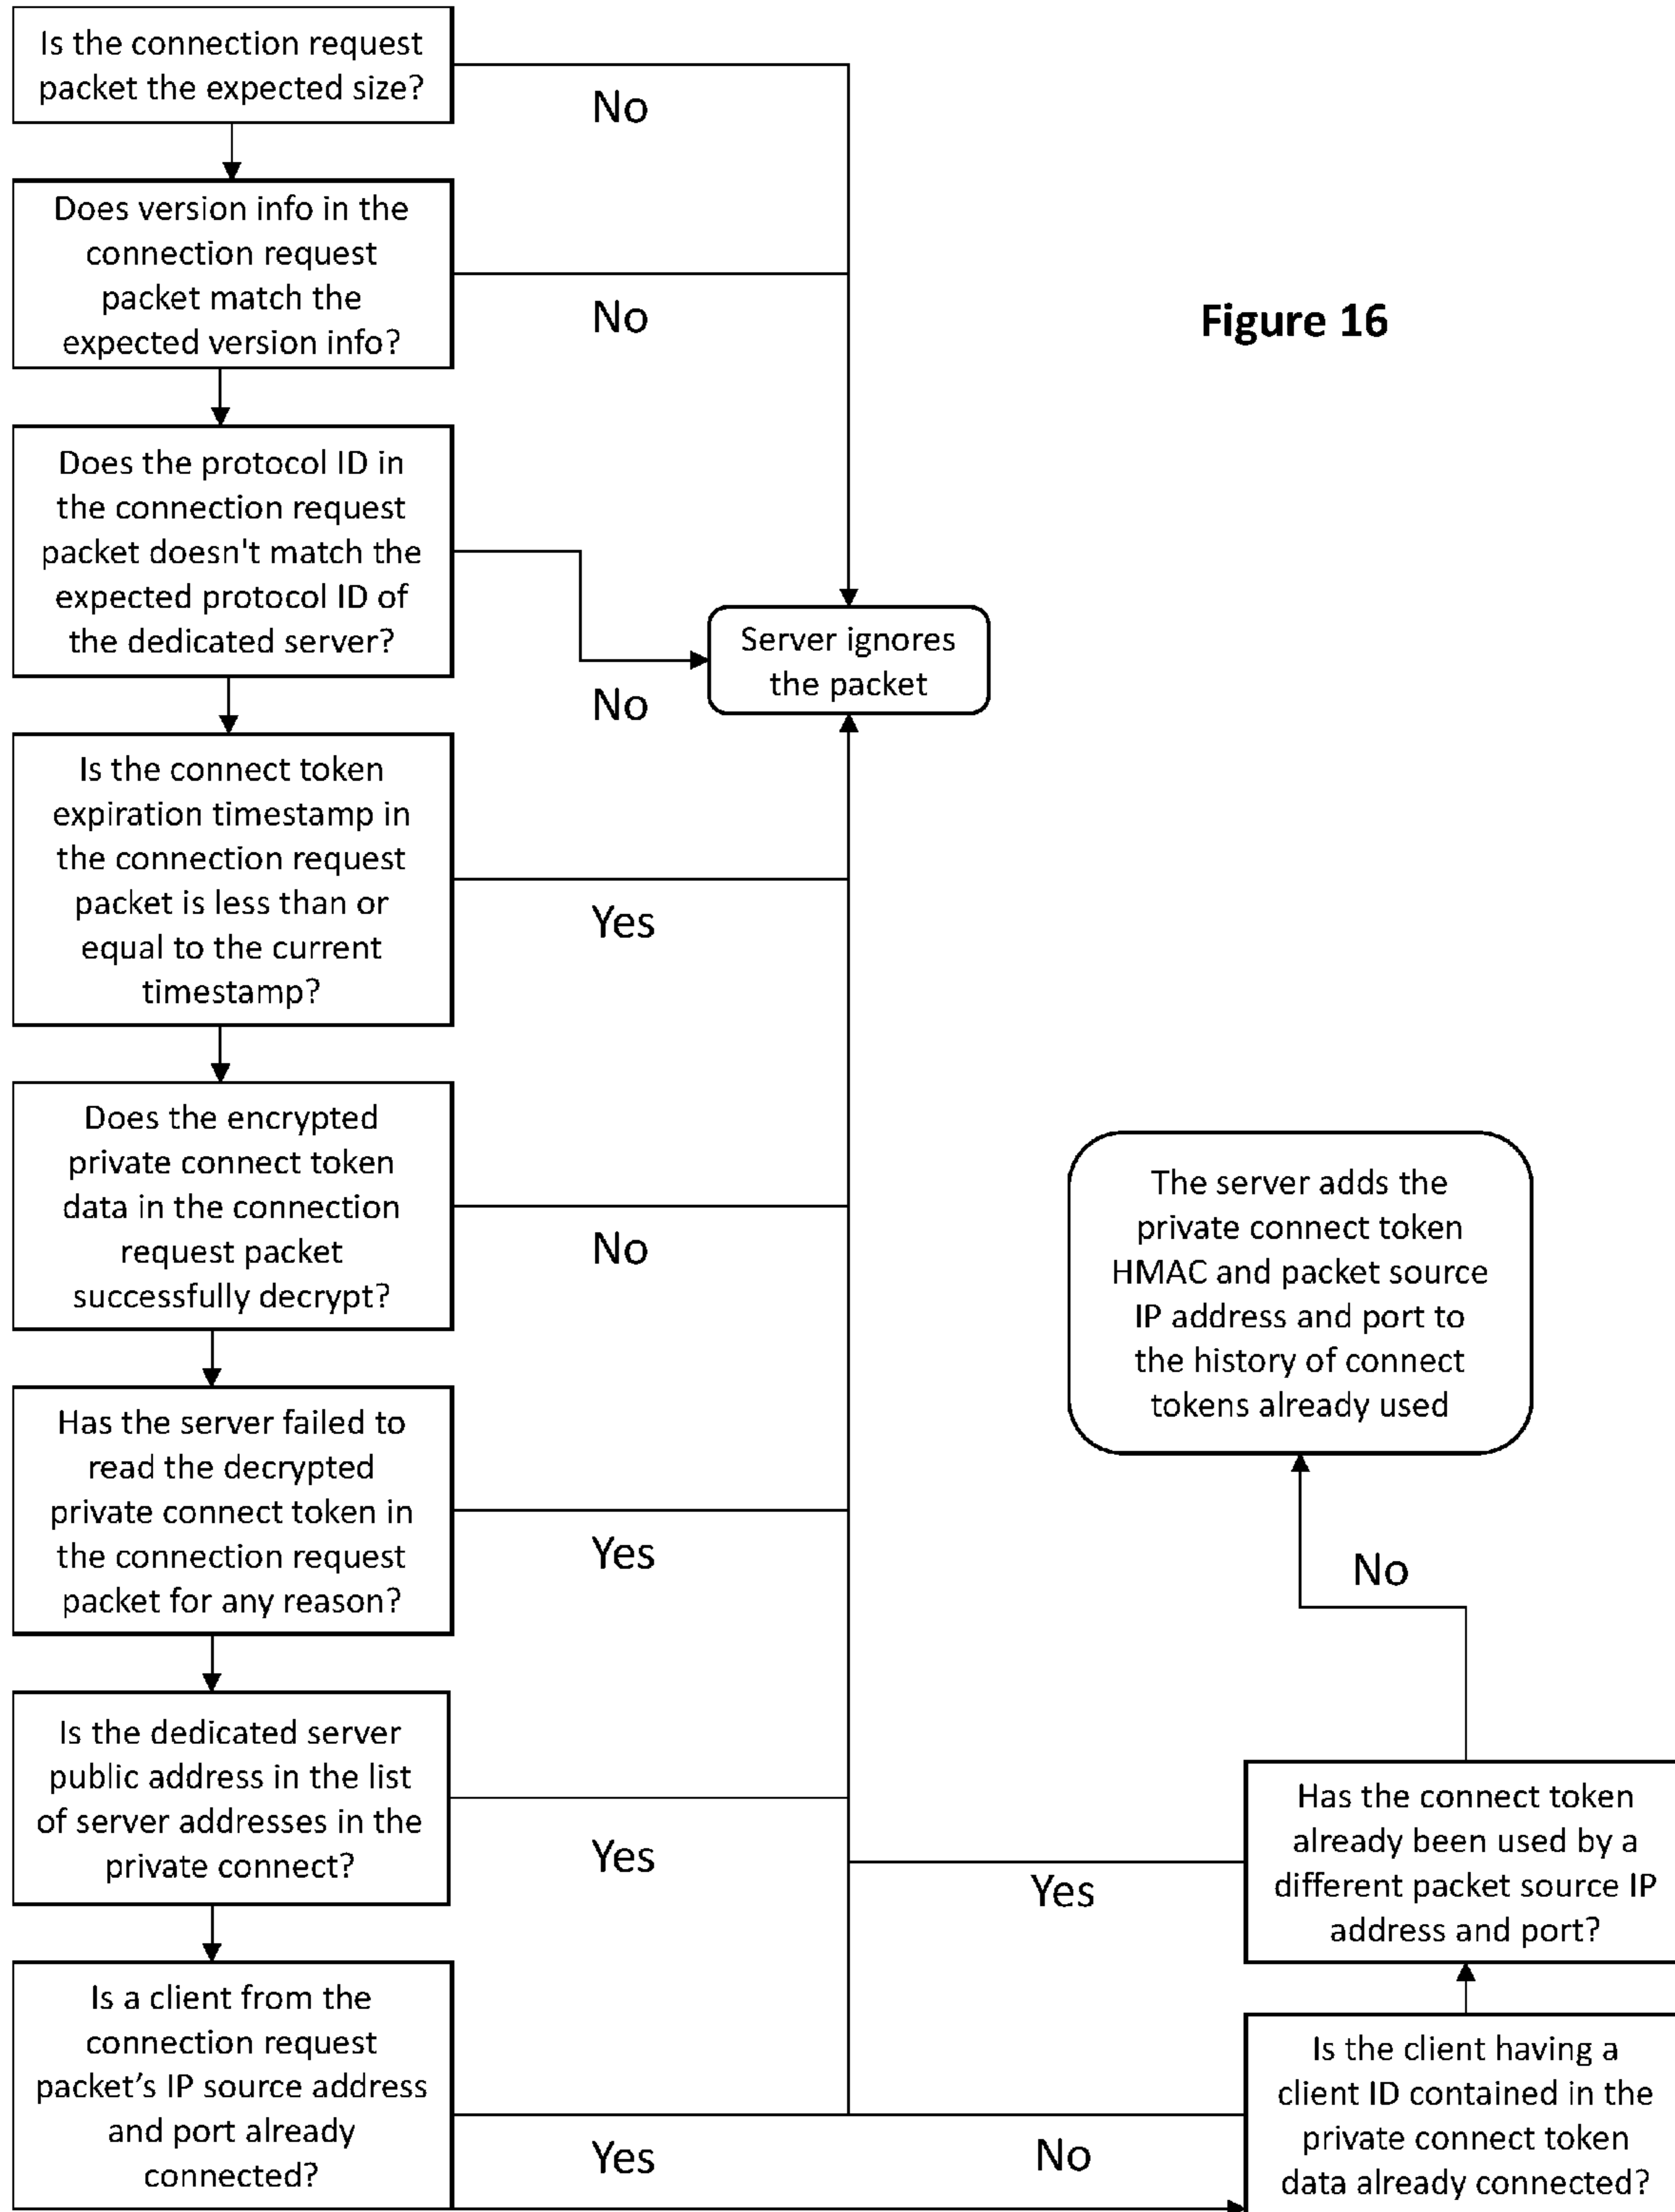 Is the connection request
packet the expected size?
No
Does version info in the
connection request
packet match the
expected version info?
No
Figure 16
Does the protocol ID in
the connection request
packet doesn't match the
expected protocol ID of
the dedicated server?
No
Server ignores
the packet
Is the connect token
expiration timestamp in
the connection request
packet is less than or
equal to the current
timestamp?
Yes
Does the encrypted
private connect token
data in the connection
request packet
successfully decrypt?
No
Has the server failed to
read the decrypted
private connect token in
the connection request
packet for any reason?
Yes
Is the dedicated server
public address in the list
of server addresses in the
private connect?
Yes
Is a client from the
connection request
packet’s IP source address
and port already
connected?
Yes
No
Is the client having a
client ID contained in the
private connect token
data already connected?
Has the connect token
already been used by a
different packet source IP
address and port?
Yes
No
The server adds the
private connect token
HMAC and packet source
IP address and port to
the history of connect
tokens already used